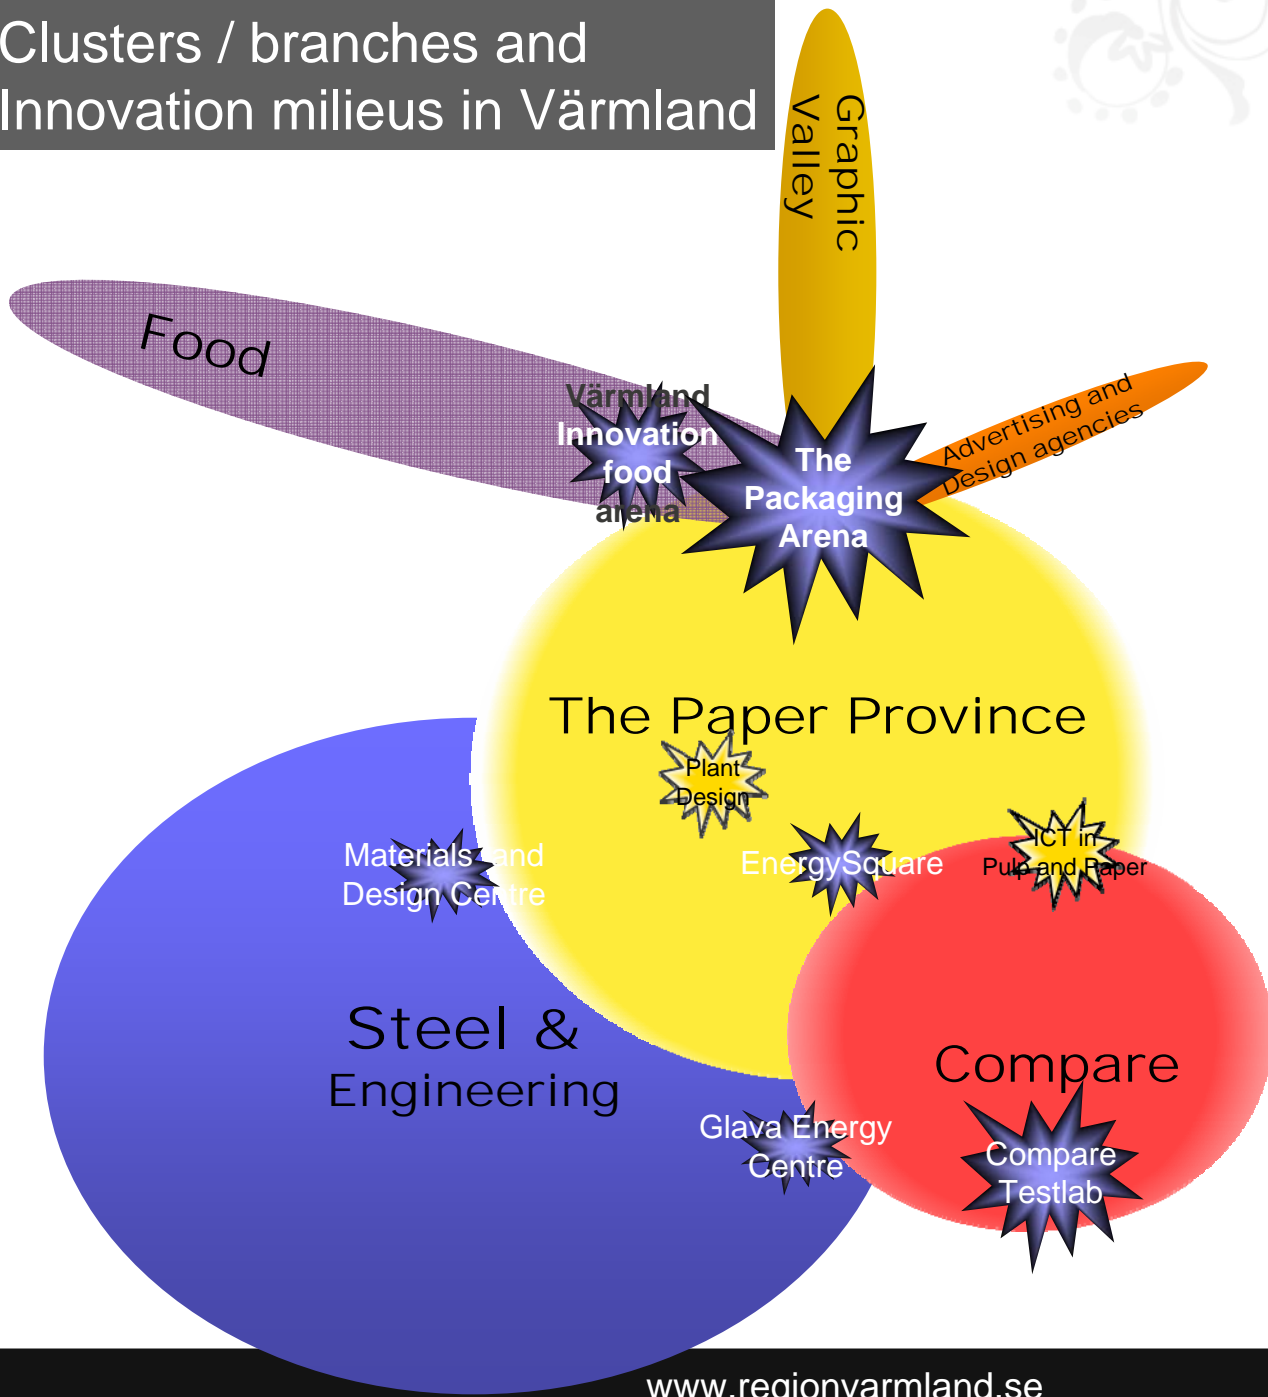 Clusters / branches and
Innovation milieus in Värmland
Graphic
Valley
Food
Advertising and
Design agencies
Värmland
Innovation
food
arena
The
Packaging
Arena
The Paper Province
Plant
Design
Materials and
Design Centre
EnergySquare
ICT in
Pulp and Paper
Steel &
Engineering
Compare
Glava Energy
Centre
Compare
Testlab
www.regionvarmland.se